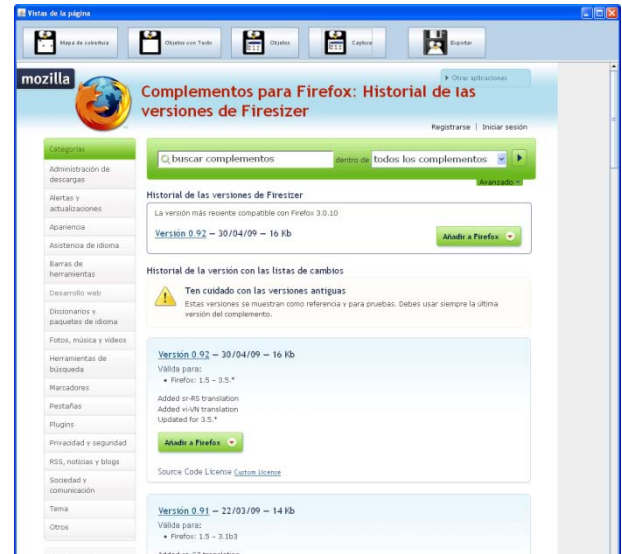 Vistas de la página
Mapa de cobertura
Objetos con Texto
Objetos
Captura
Exportar
mozilla
Otras aplicaciones
Complementos para Firefox: Historial de las
versiones de Firesizer
Registrarse | Iniciar sesión
Categorías
buscar complementos dentro de todos los complementos
Avanzado
Administración de
descargas
Alertas y
actualizaciones
Apariencia
Asistencia de idioma
Barras de
herramientas
Desarrollo web
Diccionarios y
paquetes de idioma
Fotos, música y vídeos
Herramientas de
búsqueda
Marcadores
Pestañas
Plugins
Privacidad y seguridad
RSS, noticias y blogs
Sociedad y
comunicación
Tema
Otros
Historial de las versiones de Firesizer
La versión más reciente compatible con Firefox 3.0.10
Versión 0.92 – 30/04/09 – 16 Kb
Añadir a Firefox
Historial de la versión con las listas de cambios
Ten cuidado con las versiones antiguas
Estas versiones se muestran como referencia y para pruebas. Debes usar siempre la última
versión del complemento.
Versión 0.92 – 30/04/09 – 16 Kb
Válida para:
• Firefox: 1.5 – 3.5.*
Added sr-RS translation
Added vi-VN translation
Updated for 3.5.*
Añadir a Firefox
Source Code License Custom License
Versión 0.91 – 22/03/09 – 14 Kb
Válida para:
• Firefox: 1.5 – 3.1b3